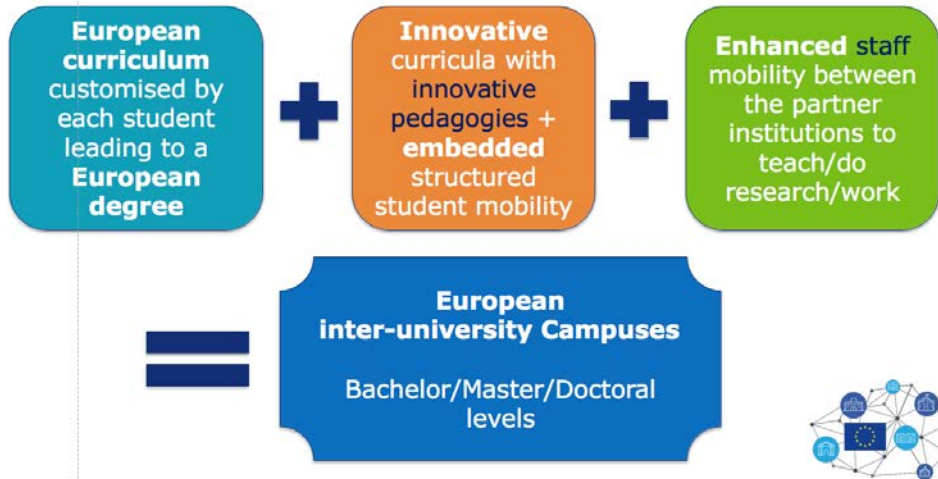 European
curriculum
customised by
each student
leading to a
European
degree
Innovative
curricula with
innovative
pedagogies +
embedded
structured
student mobility
Enhanced staff
mobility between
the partner
institutions to
teach/do
research/work
European
inter-university Campuses
Bachelor/Master/Doctoral
levels